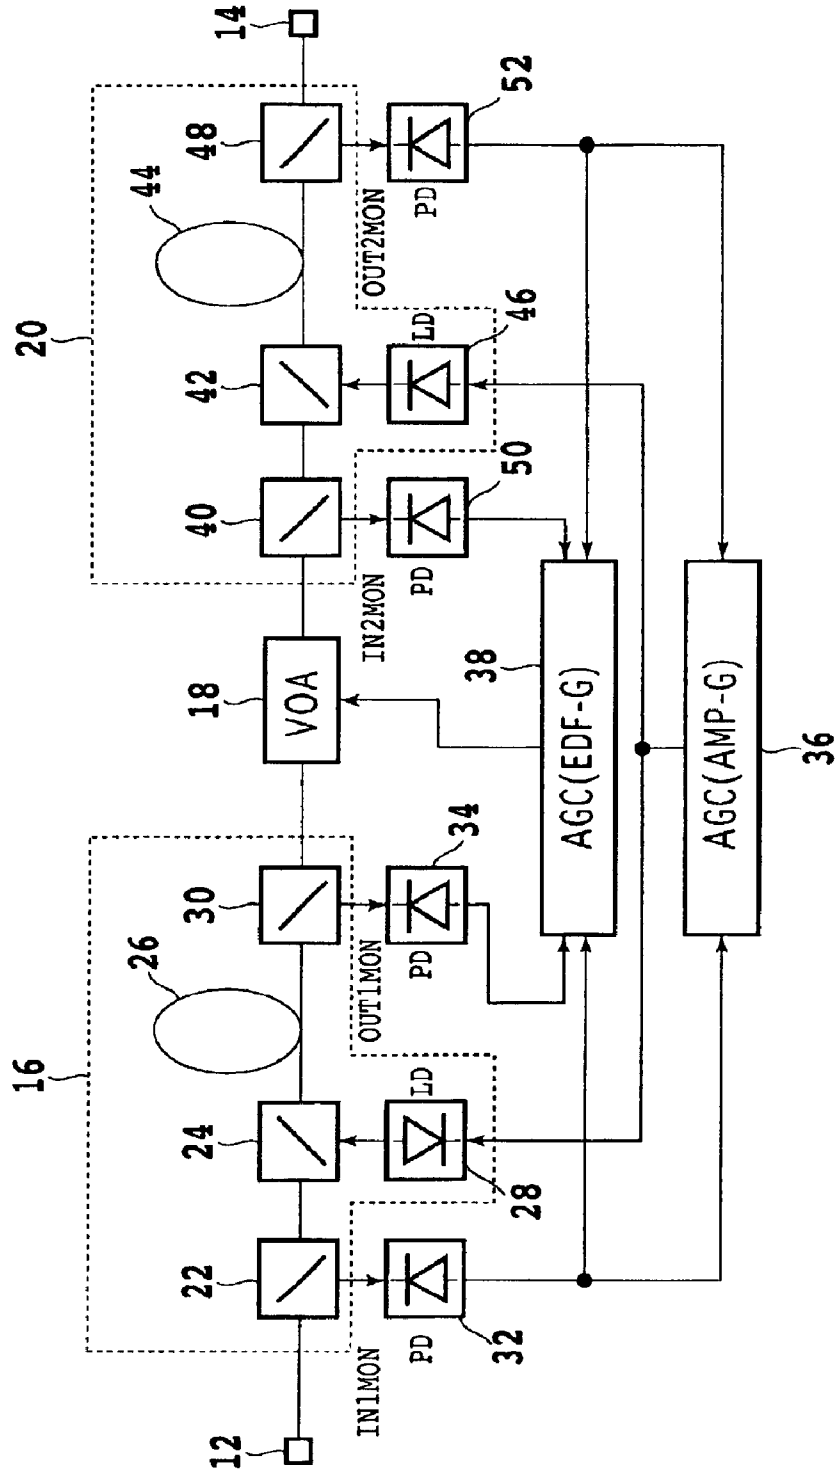 16
20
26
44
12
22
24
30
18
40
42
48
14
IN1MON
OUT1MON
VOA
IN2MON
OUT2MON
PD
32
28
LD
PD
34
PD
50
LD
46
PD
52
38
AGC(EDF-G)
AGC(AMP-G)
36